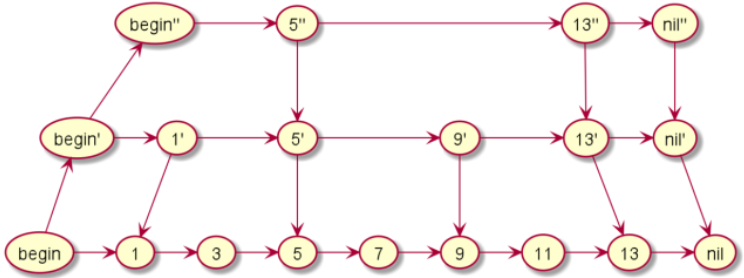 begin" 5" 13" nil"
begin' 1' 5' 9' 13' nil'
begin 1 3 5 7 9 11 13 nil